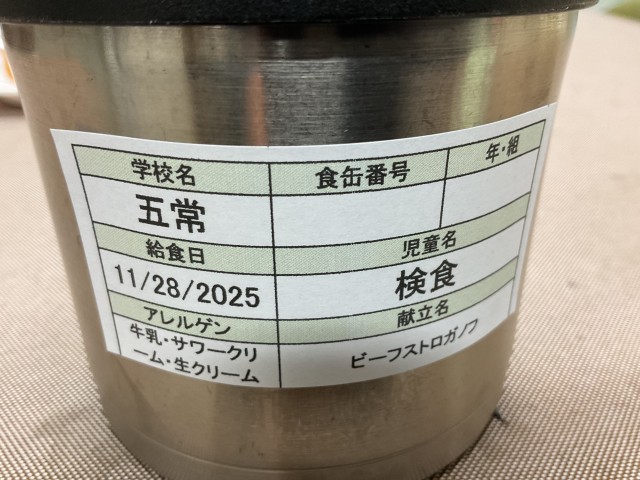 学校名 食缶番号 年・組
五常
給食日 児童名
11/28/2025 検食
アレルゲン 献立名
牛乳・サワークリ
ーム・生クリーム
ビーフストロガノフ